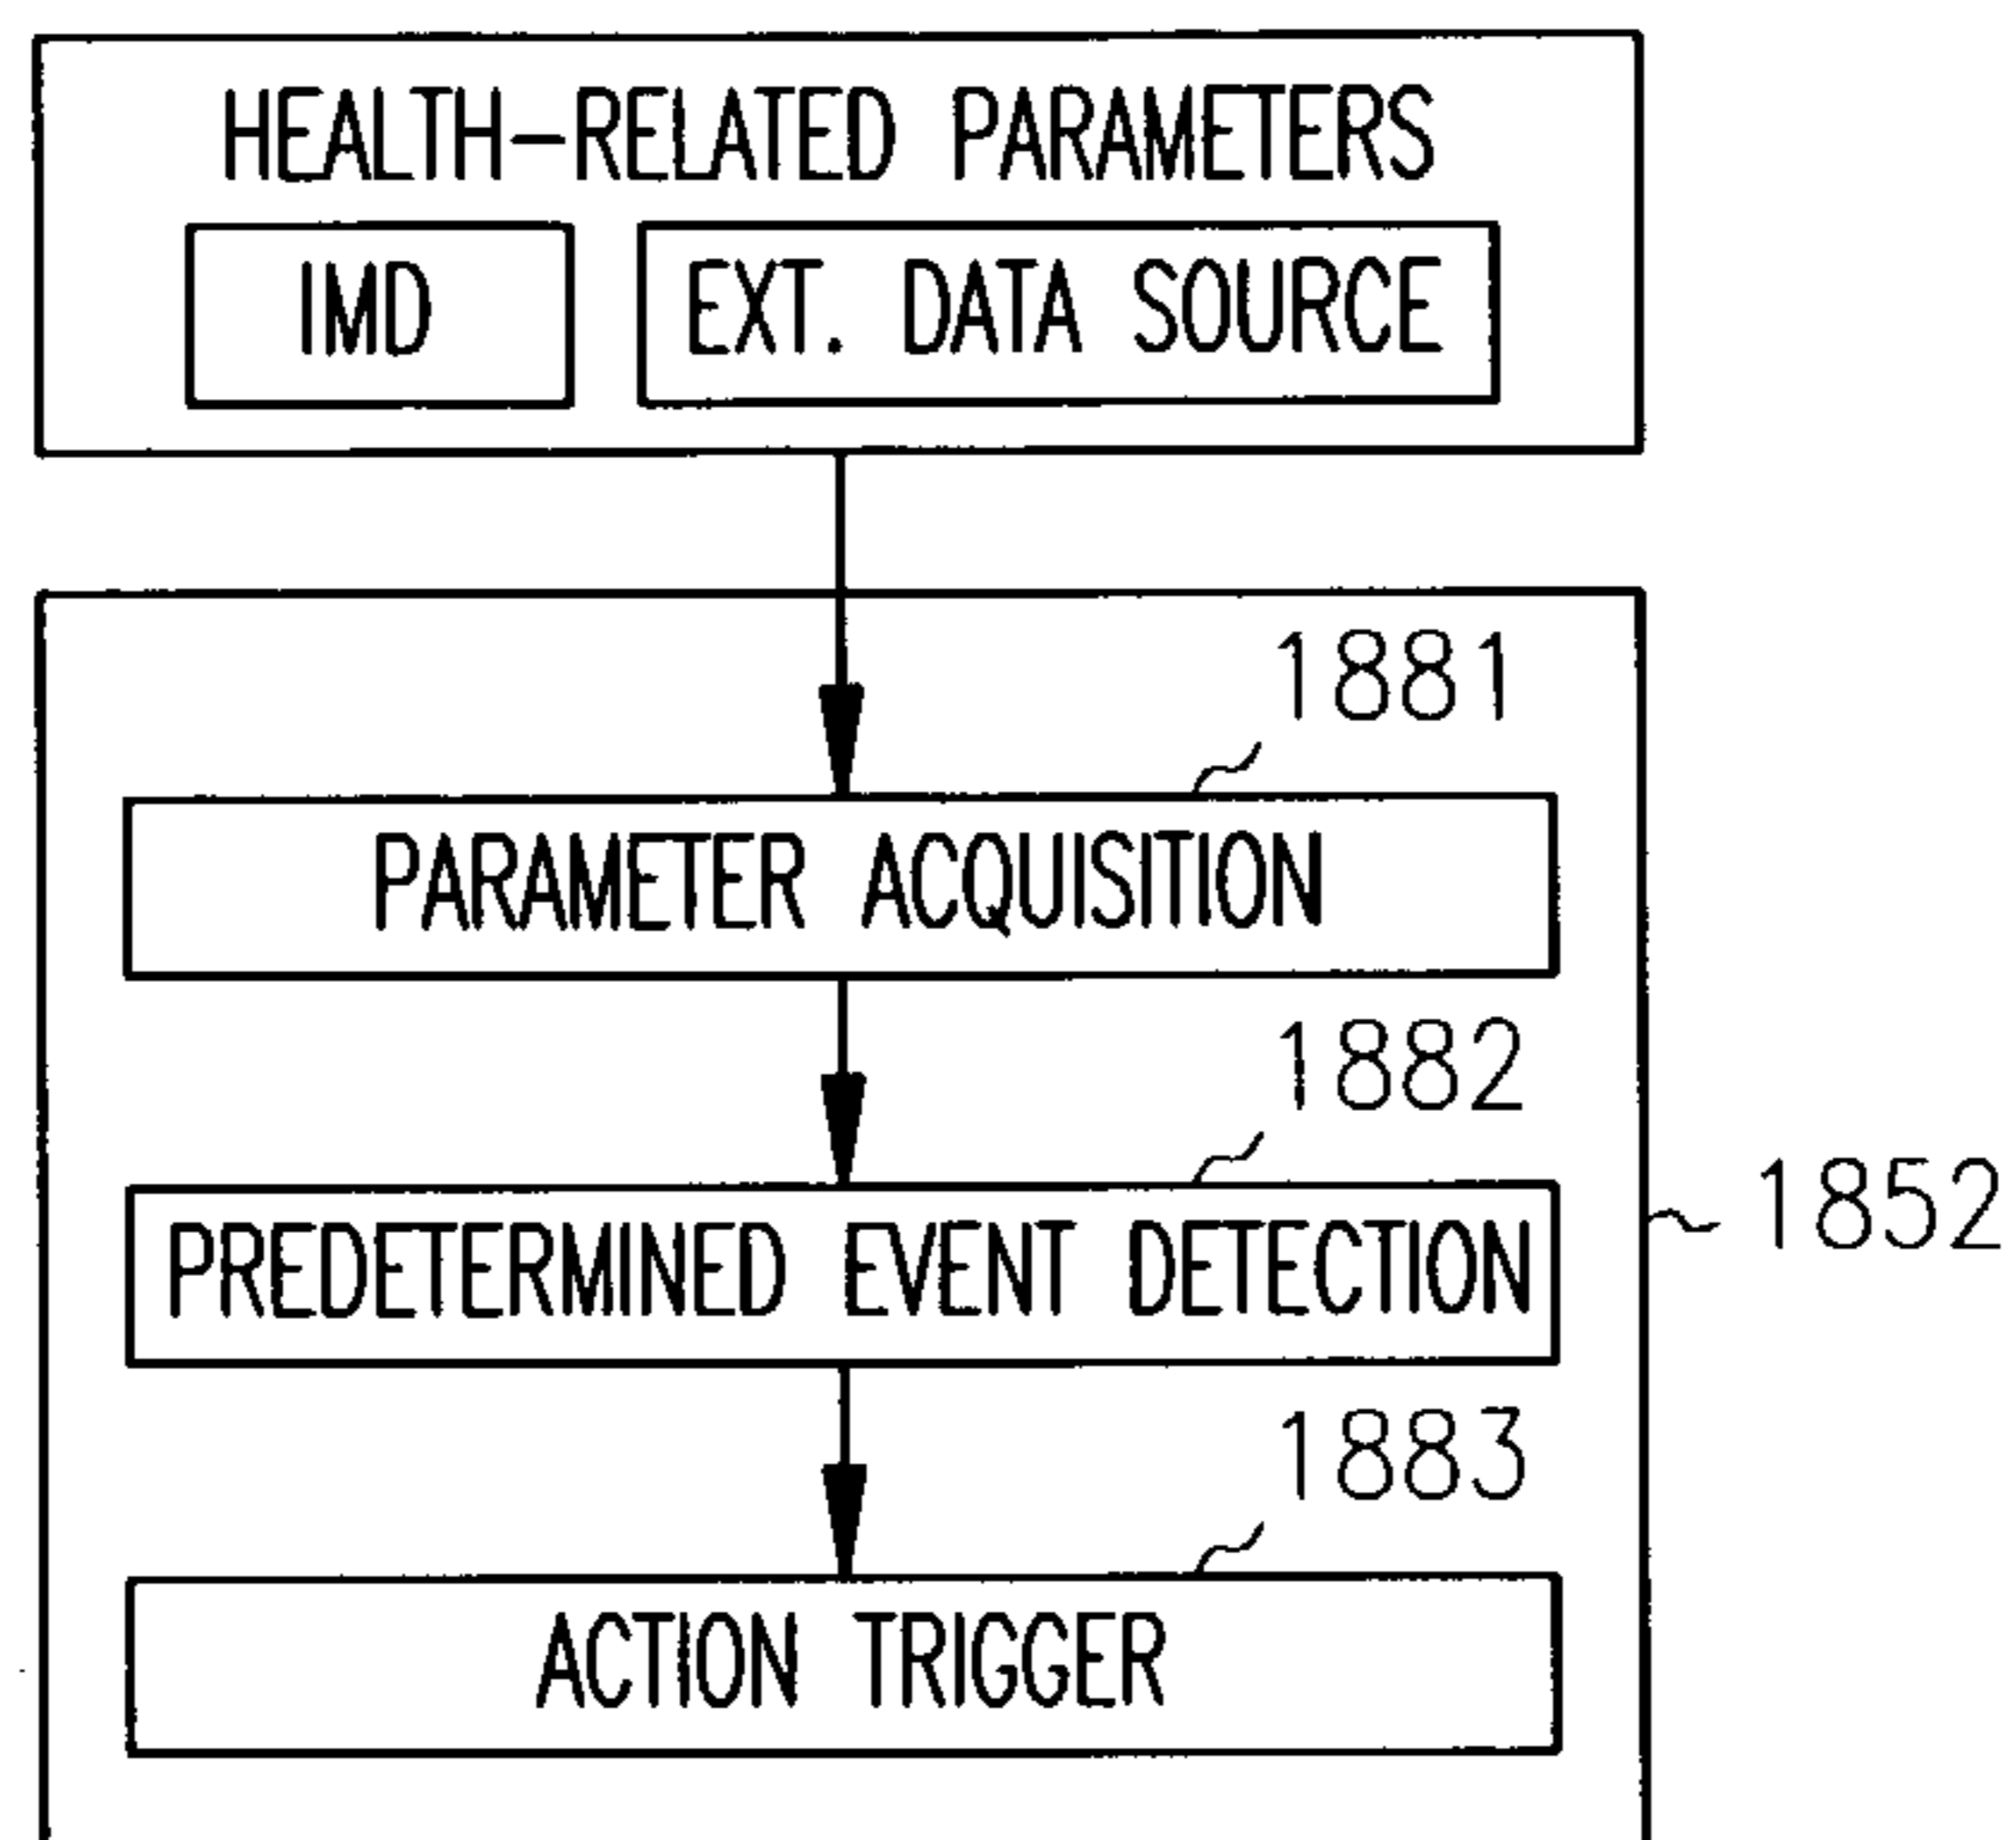 HEALTH-RELATED PARAMETERS
IMD
EXT. DATA SOURCE
1881
PARAMETER ACQUISITION
1882
PREDETERMINED EVENT DETECTION
1852
1883
ACTION TRIGGER